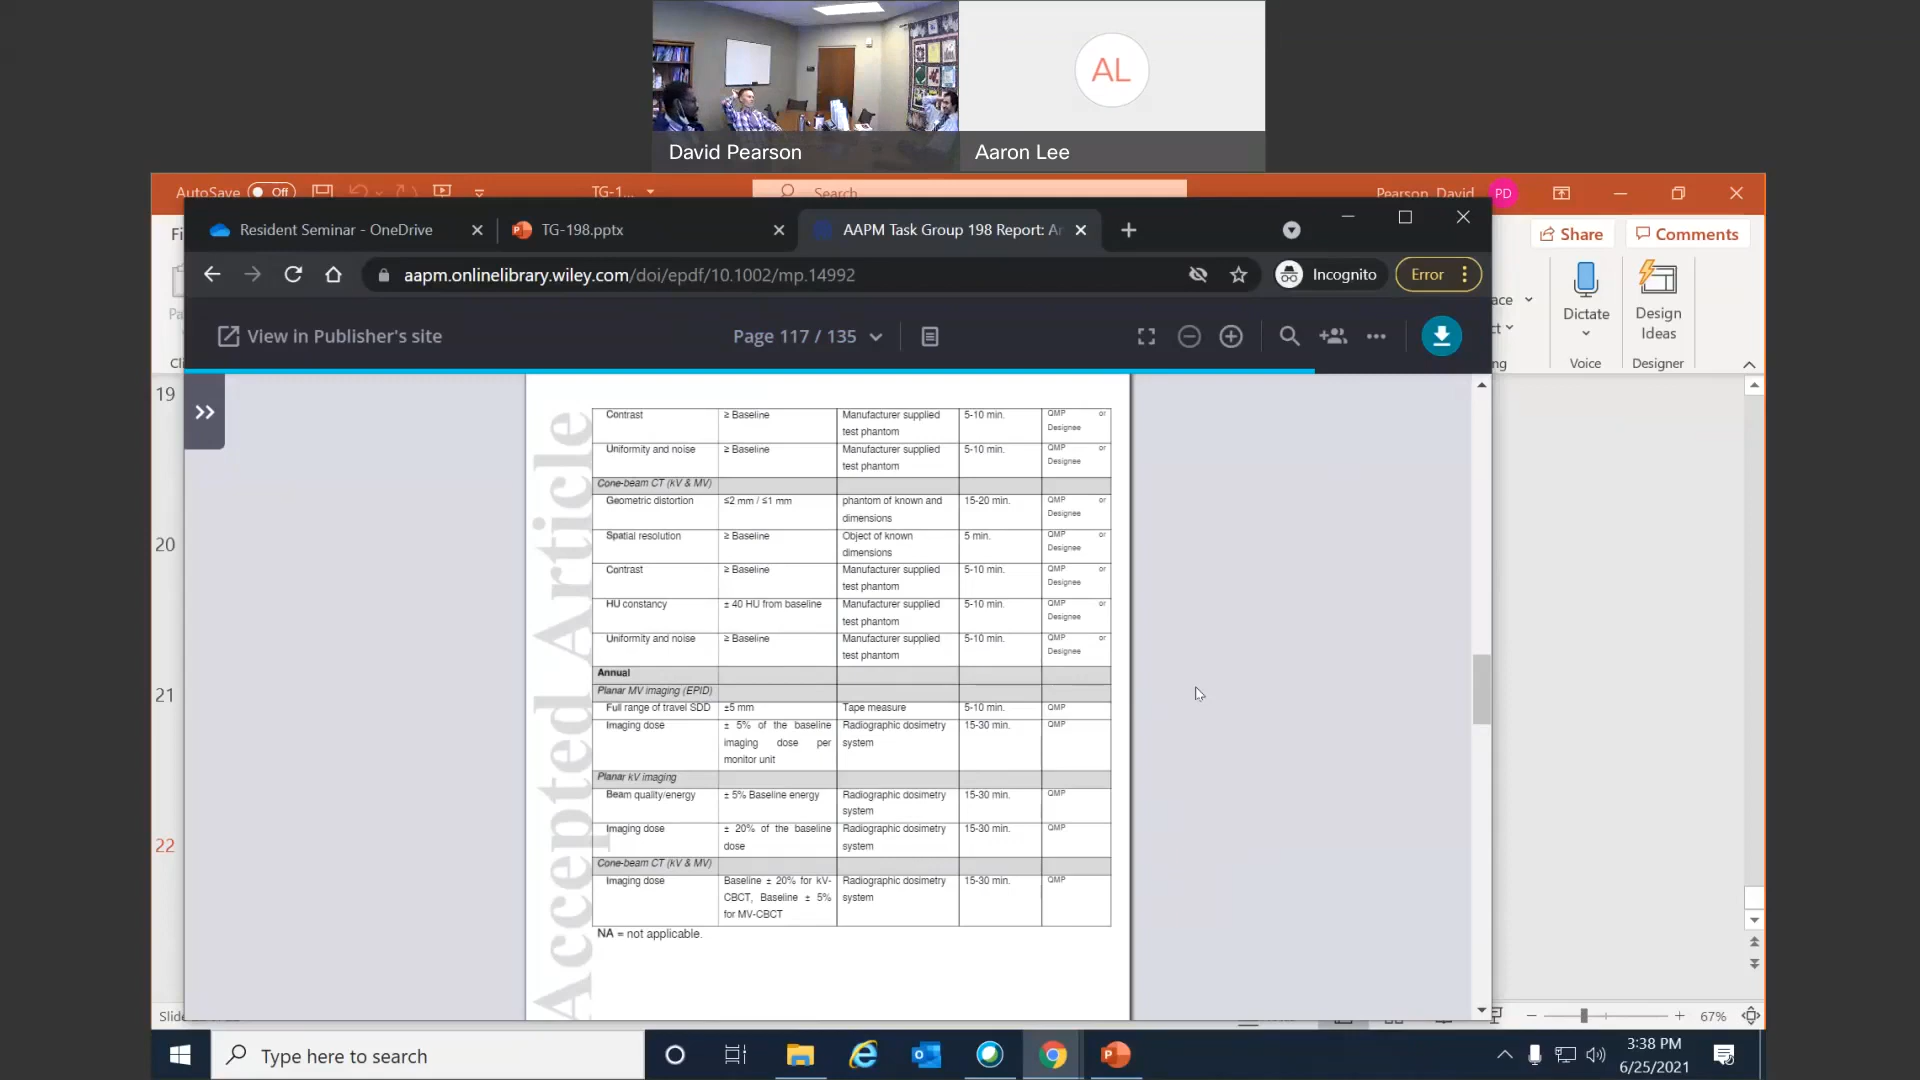 AL
David Pearson
Aaron Lee
AutoSave Off TG-1... Search Pearson, David PD
Resident Seminar - OneDrive TG-198.pptx AAPM Task Group 198 Report: Ar
Fi Share Comments
aapm.onlinelibrary.wiley.com/doi/epdf/10.1002/mp.14992 Incognito Error
Pa ace Dictate Design Ideas
View in Publisher's site Page 117 / 135 ct
Cli ng Voice Designer
19
20
21
22
Accepted Article
Contrast ≥ Baseline Manufacturer supplied test phantom 5-10 min. QMP or Designee
Uniformity and noise ≥ Baseline Manufacturer supplied test phantom 5-10 min. QMP or Designee
Cone-beam CT (kV & MV)
Geometric distortion ≤2 mm / ≤1 mm phantom of known and dimensions 15-20 min. QMP or Designee
Spatial resolution ≥ Baseline Object of known dimensions 5 min. QMP or Designee
Contrast ≥ Baseline Manufacturer supplied test phantom 5-10 min. QMP or Designee
HU constancy ± 40 HU from baseline Manufacturer supplied test phantom 5-10 min. QMP or Designee
Uniformity and noise ≥ Baseline Manufacturer supplied test phantom 5-10 min. QMP or Designee
Annual
Planar MV imaging (EPID)
Full range of travel SDD ±5 mm Tape measure 5-10 min. QMP
Imaging dose ± 5% of the baseline imaging dose per monitor unit Radiographic dosimetry system 15-30 min. QMP
Planar kV imaging
Beam quality/energy ± 5% Baseline energy Radiographic dosimetry system 15-30 min. QMP
Imaging dose ± 20% of the baseline dose Radiographic dosimetry system 15-30 min. QMP
Cone-beam CT (kV & MV)
Imaging dose Baseline ± 20% for kV-CBCT, Baseline ± 5% for MV-CBCT Radiographic dosimetry system 15-30 min. QMP
NA = not applicable.
Slid 67%
Type here to search
3:38 PM
6/25/2021